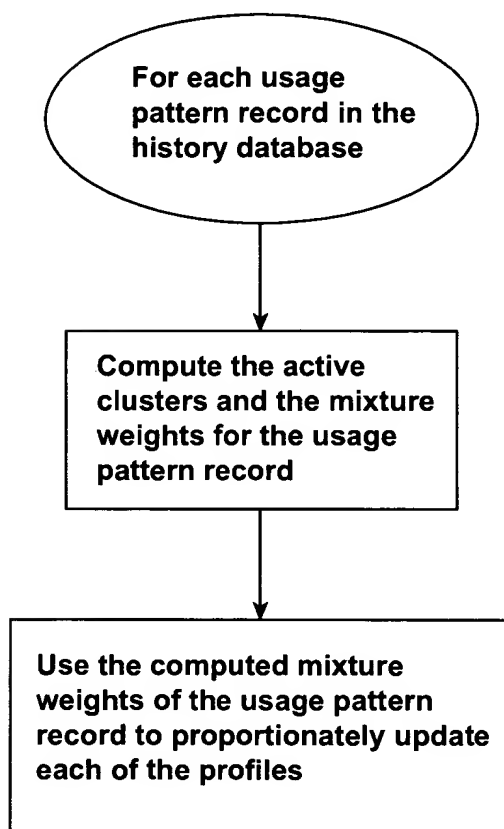 For each usage
pattern record in the
history database
Compute the active
clusters and the mixture
weights for the usage
pattern record
Use the computed mixture
weights of the usage pattern
record to proportionately update
each of the profiles